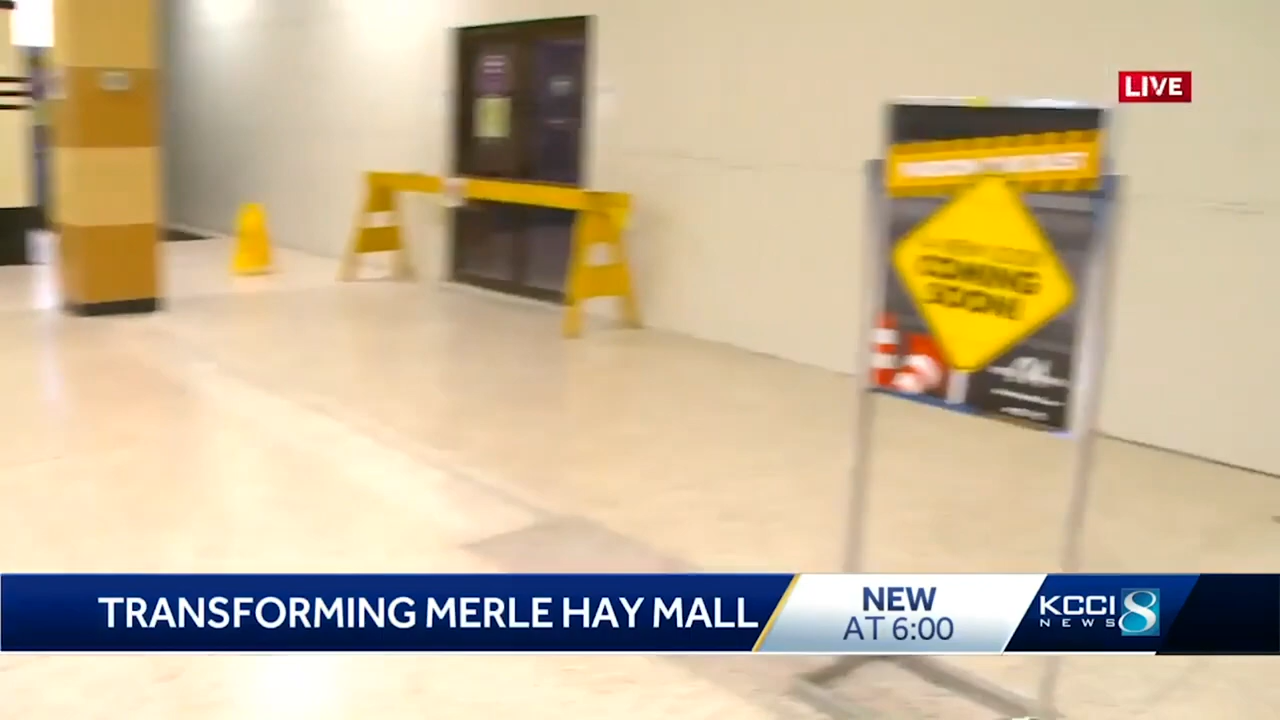 LIVE
COMING
SOON!
TRANSFORMING MERLE HAY MALL
NEW
AT 6:00
KCCI 8
NEWS